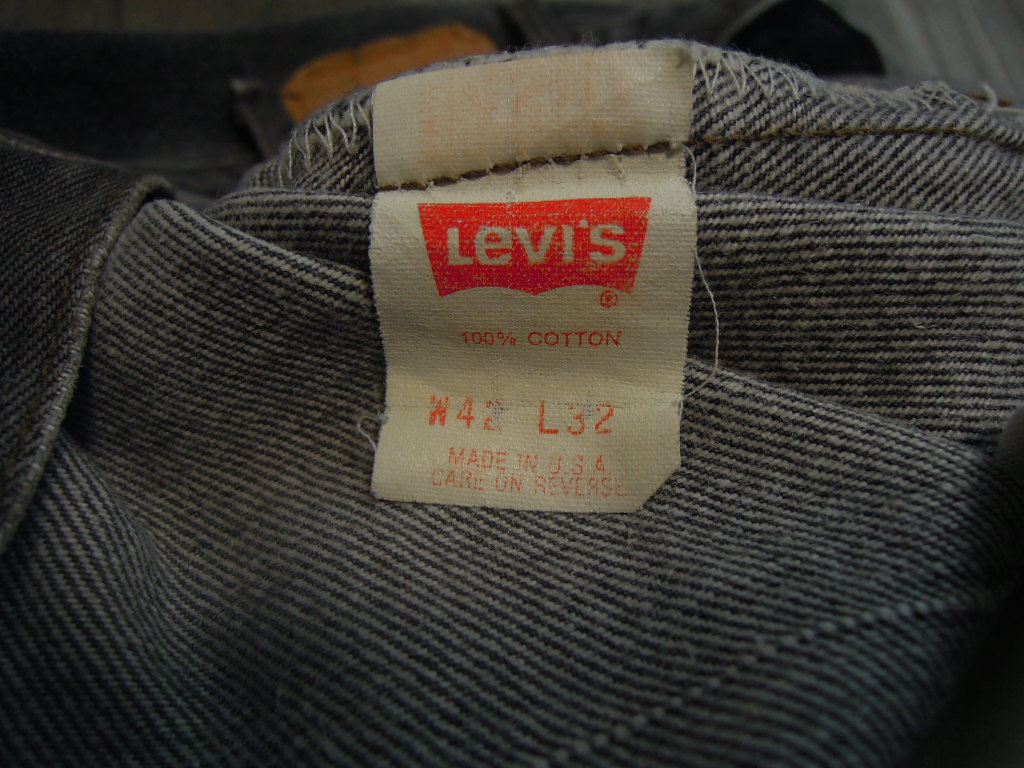 Levi's
®
100% COTTON
W42 L32
MADE IN U.S.A.
CARE ON REVERSE